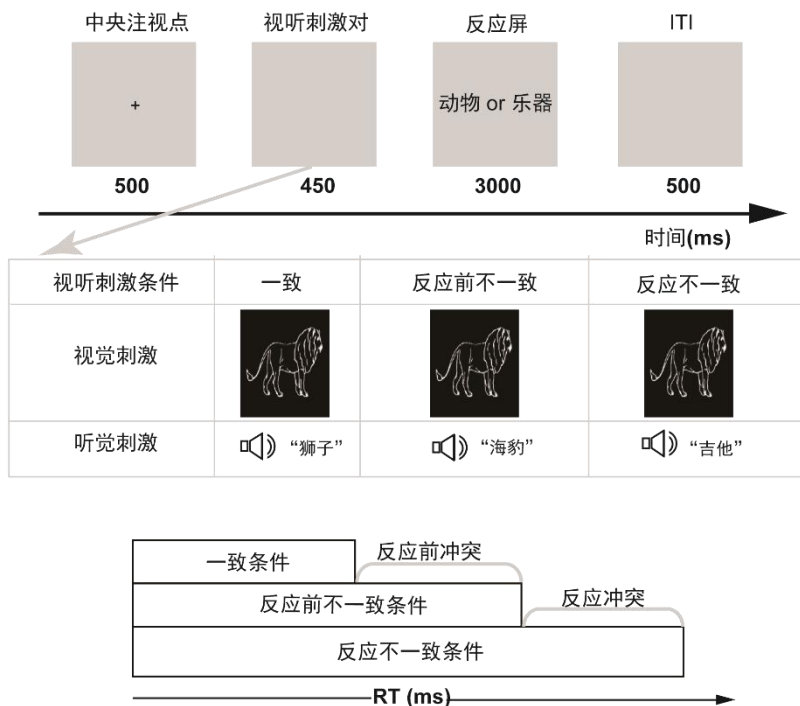 中央注视点 视听刺激对 反应屏 ITI
+ 动物 or 乐器
500 450 3000 500
时间(ms)
视听刺激条件 一致 反应前不一致 反应不一致
视觉刺激
听觉刺激 “狮子” “海豹” “吉他”
一致条件 反应前冲突
反应前不一致条件 反应冲突
反应不一致条件
RT (ms)